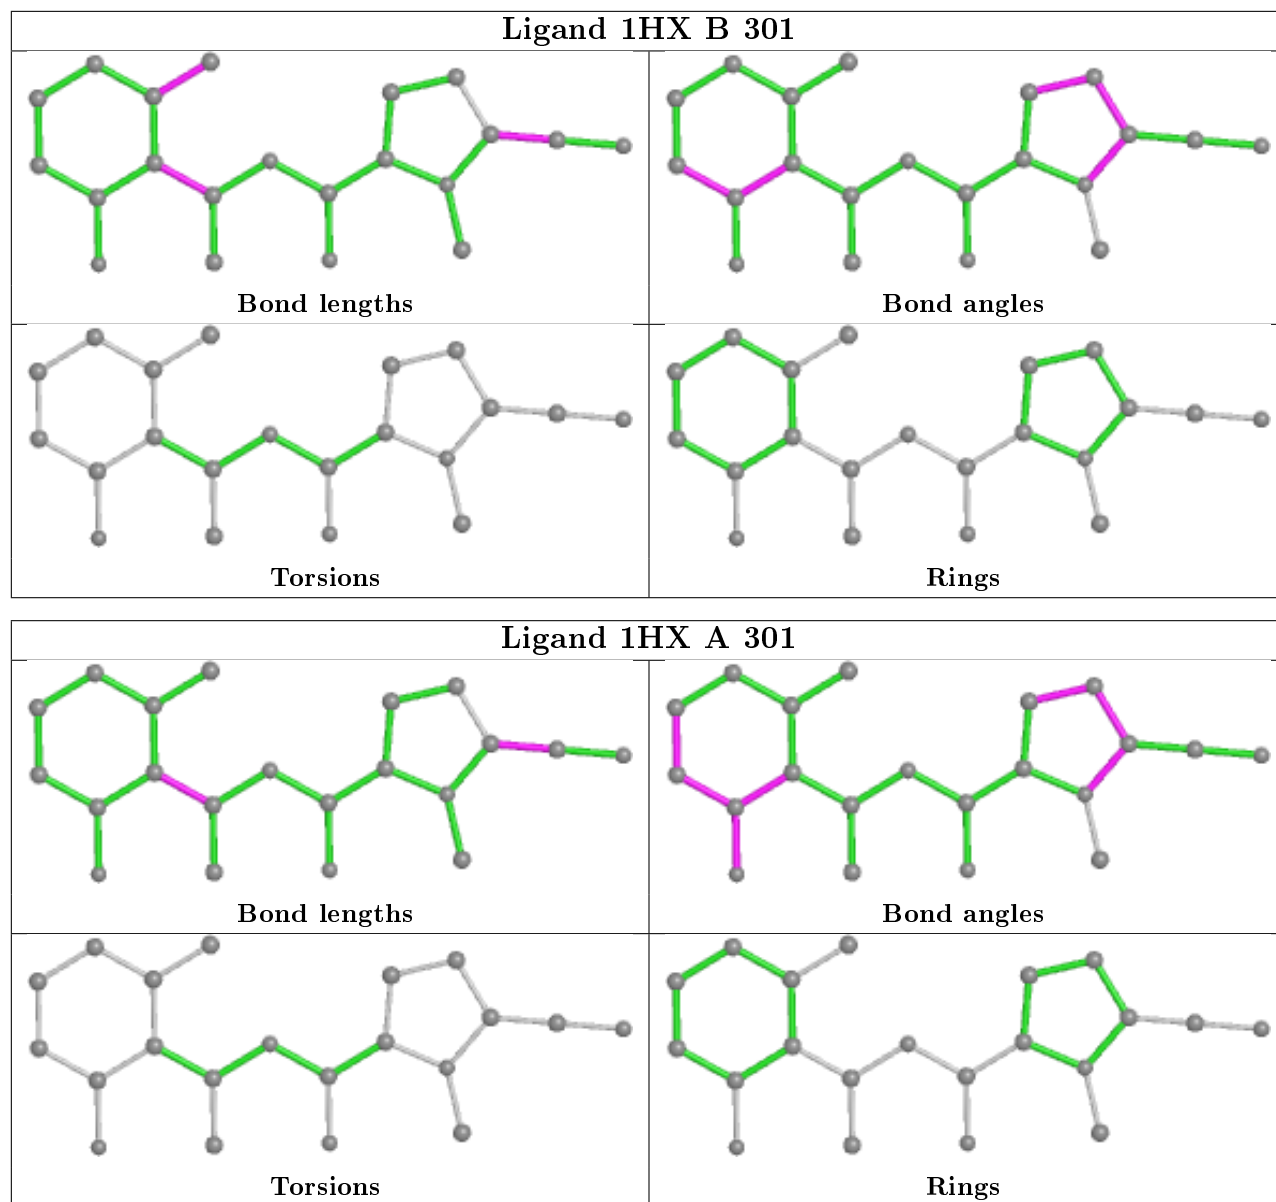 Ligand 1HX B 301
Bond lengths
Bond angles
Torsions
Rings
Ligand 1HX A 301
Bond lengths
Bond angles
Torsions
Rings